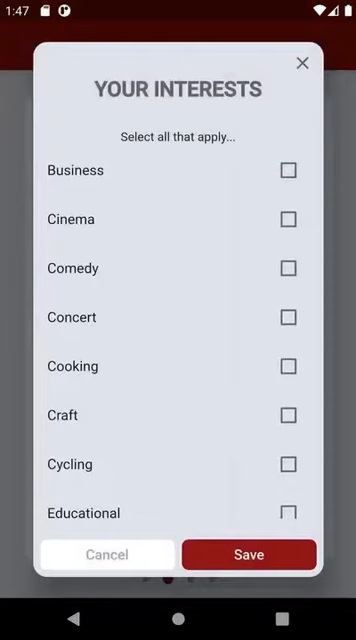 1:47
YOUR INTERESTS
Select all that apply...
Business
Cinema
Comedy
Concert
Cooking
Craft
Cycling
Educational
Cancel
Save